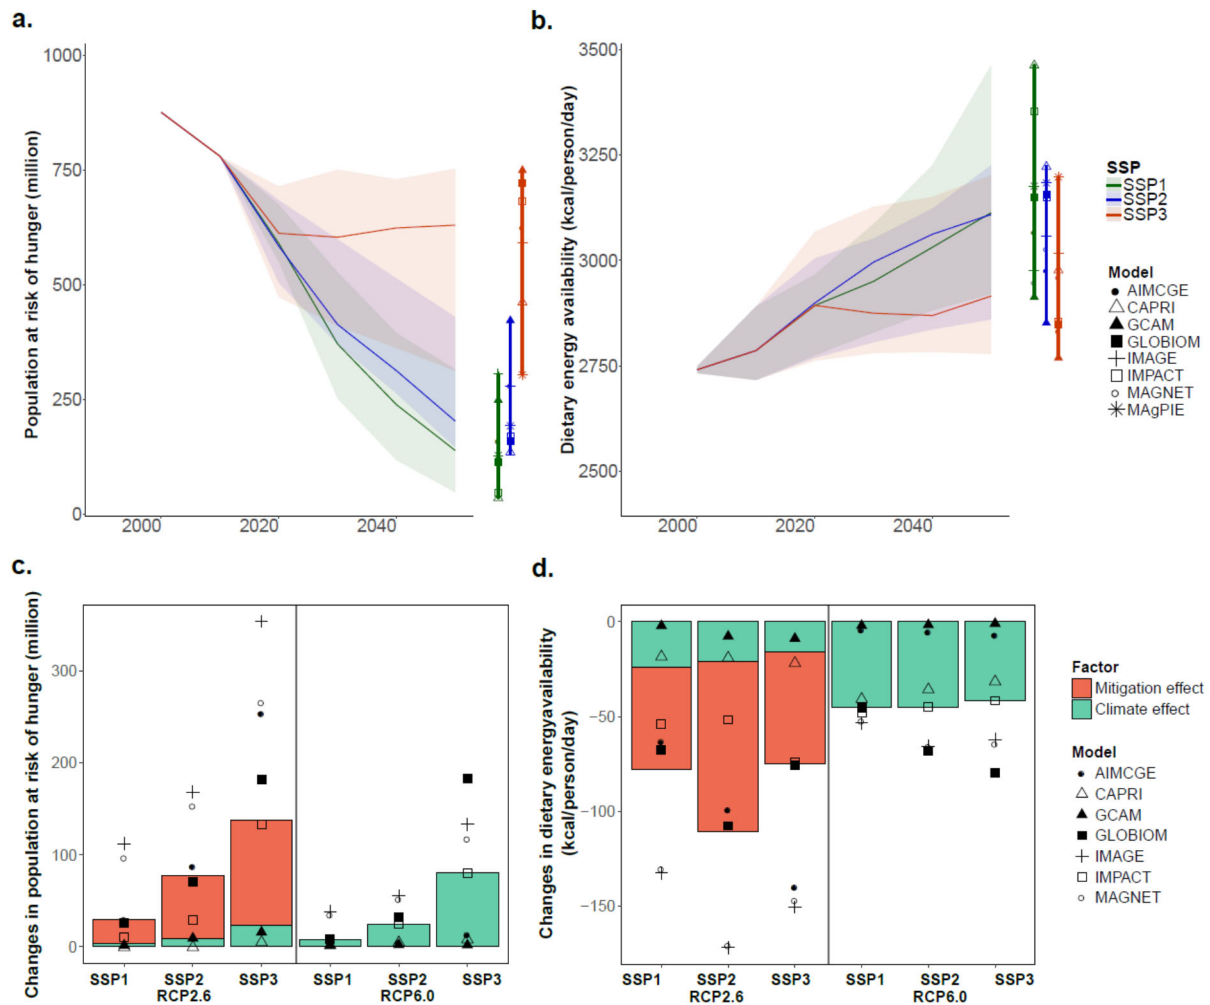 a.
Population at risk of hunger (million)
1000
750
500
250
0
2000 2020 2040
b.
Dietary energy availability (kcal/person/day)
3500
3250
3000
2750
2500
2000 2020 2040
SSP
SSP1
SSP2
SSP3
Model
AIMCGE
CAPRI
GCAM
GLOBIOM
IMAGE
IMPACT
MAGNET
MAgPIE
c.
Changes in population at risk of hunger (million)
300
200
100
0
SSP1 SSP2 SSP3 SSP1 SSP2 SSP3
RCP2.6 RCP6.0
d.
Changes in dietary energyavailability
(kcal/person/day)
0
−50
−100
−150
SSP1 SSP2 SSP3 SSP1 SSP2 SSP3
RCP2.6 RCP6.0
Factor
Mitigation effect
Climate effect
Model
AIMCGE
CAPRI
GCAM
GLOBIOM
IMAGE
IMPACT
MAGNET